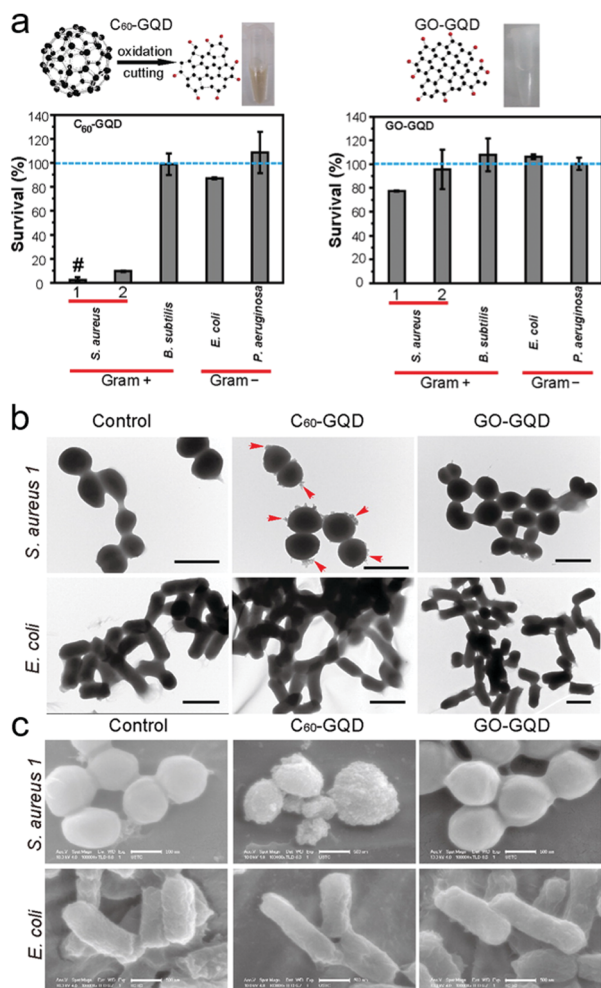 a
C60-GQD
oxidation
cutting
GO-GQD
140
120
100
80
60
40
20
0
Survival (%)
C60-GQD
#
1 2
S. aureus
B. subtilis
E. coli
P. aeruginosa
Gram + Gram –
140
120
100
80
60
40
20
0
Survival (%)
GO-GQD
1 2
S. aureus
B. subtilis
E. coli
P. aeruginosa
Gram + Gram –
b
Control C60-GQD GO-GQD
S. aureus 1
E. coli
c
Control C60-GQD GO-GQD
S. aureus 1
E. coli